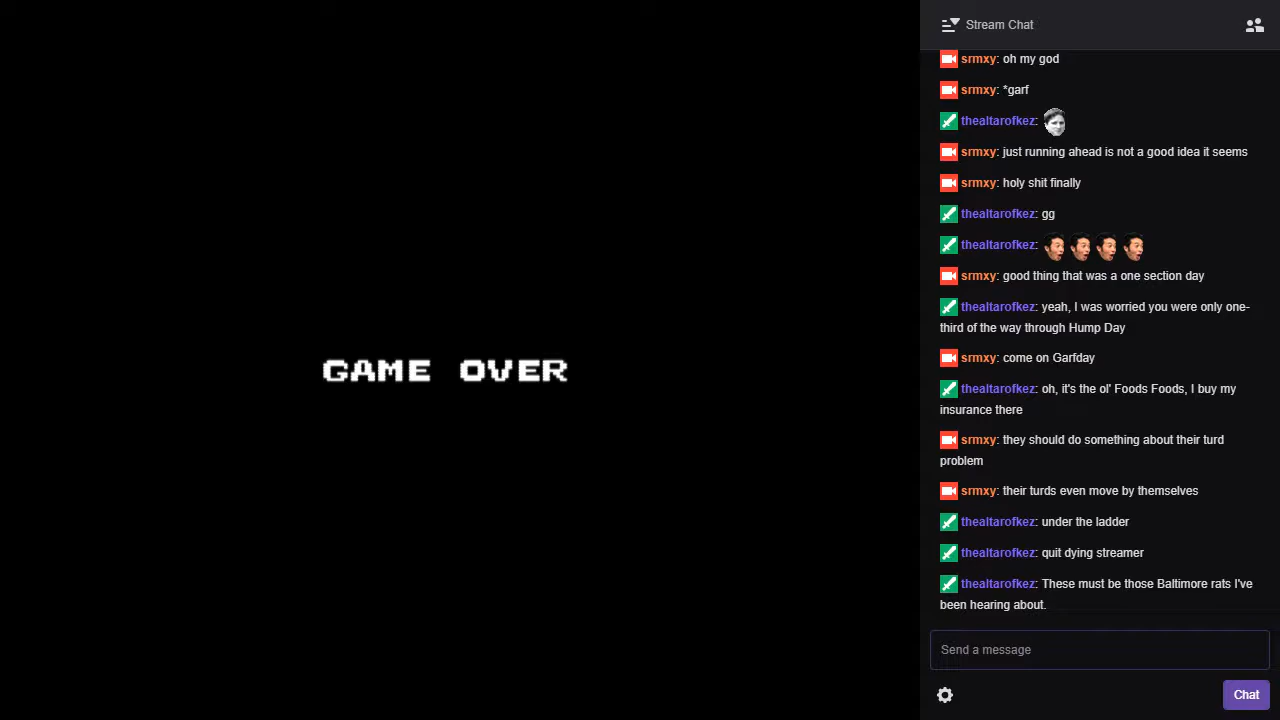 GAME OVER
Stream Chat
srmxy: oh my god
srmxy: *garf
thealtarofkez:
srmxy: just running ahead is not a good idea it seems
srmxy: holy shit finally
thealtarofkez: gg
thealtarofkez:
srmxy: good thing that was a one section day
thealtarofkez: yeah, I was worried you were only one-
third of the way through Hump Day
srmxy: come on Garfday
thealtarofkez: oh, it's the ol' Foods Foods, I buy my
insurance there
srmxy: they should do something about their turd
problem
srmxy: their turds even move by themselves
thealtarofkez: under the ladder
thealtarofkez: quit dying streamer
thealtarofkez: These must be those Baltimore rats I've
been hearing about.
Send a message
Chat